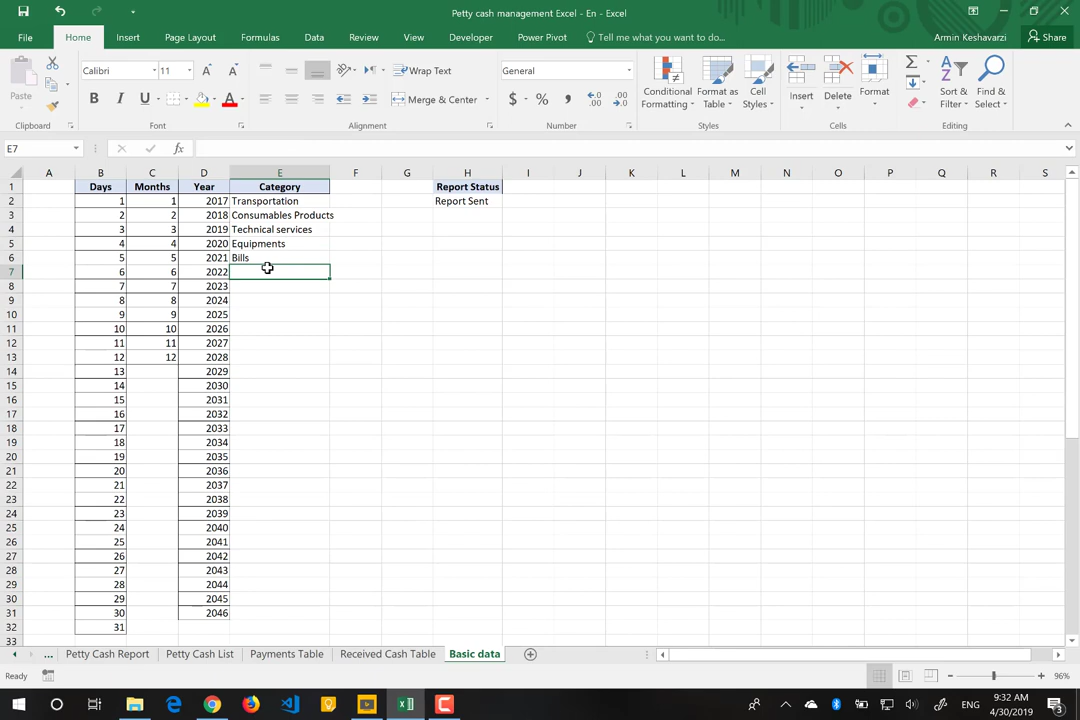 Petty cash management Excel - En - Excel
File Home Insert Page Layout Formulas Data Review View Developer Power Pivot Tell me what you want to do... Armin Keshavarzi Share
Paste
Calibri 11 Wrap Text General
B I U A Merge & Center $ %
Conditional Formatting Format as Table Cell Styles Insert Delete Format Sort & Filter Find & Select
Clipboard Font Alignment Number Styles Cells Editing
E7 fx
A B C D E F G H I J K L M N O P Q R S
1 Days Months Year Category Report Status
2 1 1 2017 Transportation Report Sent
3 2 2 2018 Consumables Products
4 3 3 2019 Technical services
5 4 4 2020 Equipments
6 5 5 2021 Bills
7 6 6 2022
8 7 7 2023
9 8 8 2024
10 9 9 2025
11 10 10 2026
12 11 11 2027
13 12 12 2028
14 13 2029
15 14 2030
16 15 2031
17 16 2032
18 17 2033
19 18 2034
20 19 2035
21 20 2036
22 21 2037
23 22 2038
24 23 2039
25 24 2040
26 25 2041
27 26 2042
28 27 2043
29 28 2044
30 29 2045
31 30 2046
32 31
33
... Petty Cash Report Petty Cash List Payments Table Received Cash Table Basic data
Ready 96%
ENG 9:32 AM
4/30/2019 3